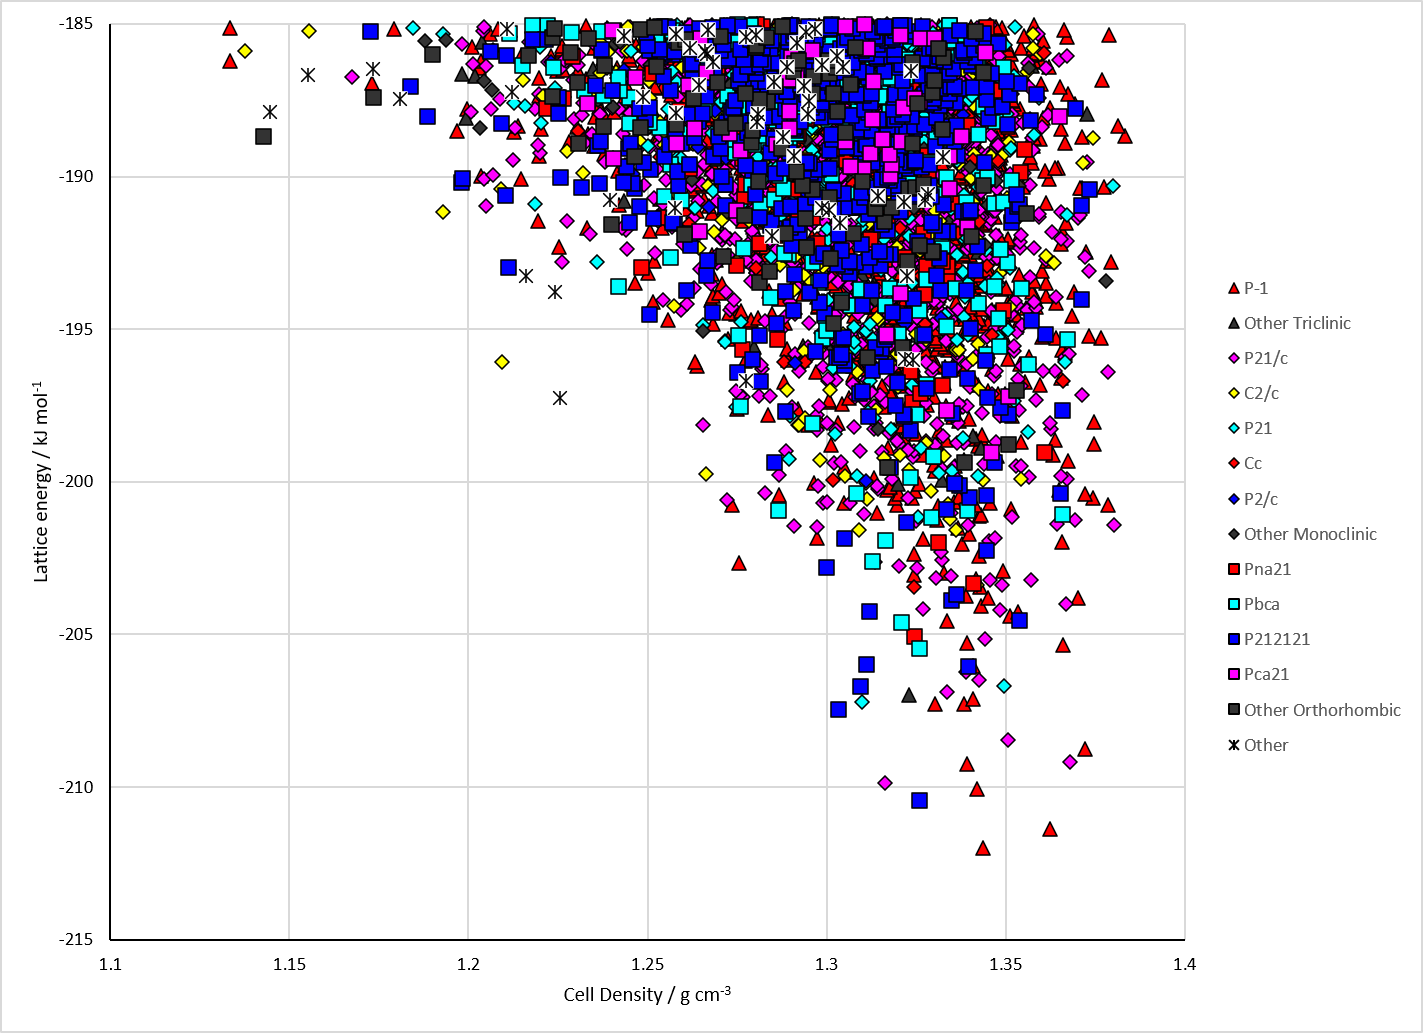 -185
-190
-195
-200
-205
-210
-215
Lattice energy / kJ mol⁻¹
1.1 1.15 1.2 1.25 1.3 1.35 1.4
Cell Density / g cm⁻³
P-1
Other Triclinic
P21/c
C2/c
P21
Cc
P2/c
Other Monoclinic
Pna21
Pbca
P212121
Pca21
Other Orthorhombic
Other